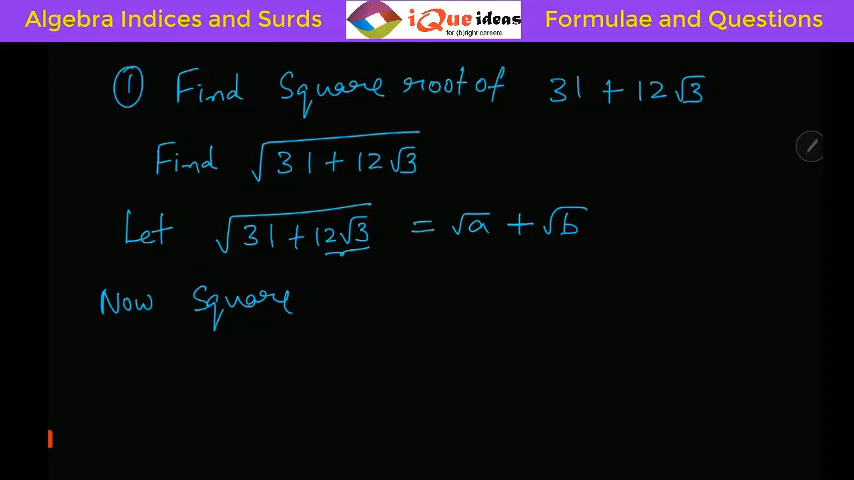 Algebra Indices and Surds iQue ideas for (b)right careers Formulae and Questions
① Find Square root of 31 + 12√3
Find √(31 + 12√3)
Let √(31 + 12√3) = √a + √b
Now Square